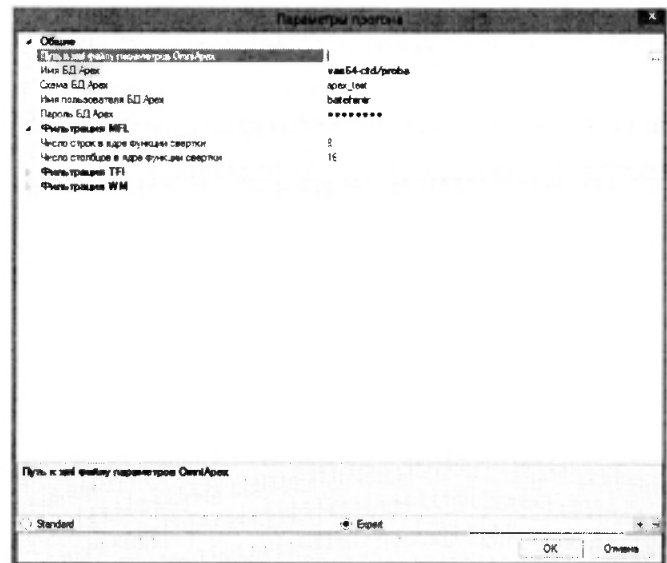 Параметры прогона
Общие
Путь к xml файлу параметров OmniApex
Имя БД Apex vas64-ctd/proba
Схема БД Apex apex_test
Имя пользователя БД Apex
Пароль БД Apex ••••••••
Фильтрация MFL
Число строк в ядре функции свертки
Число столбцов в ядре функции свертки 16
Фильтрация TFI
Фильтрация WM
Путь к xml файлу параметров OmniApex
Standard Expert
OK Отмена